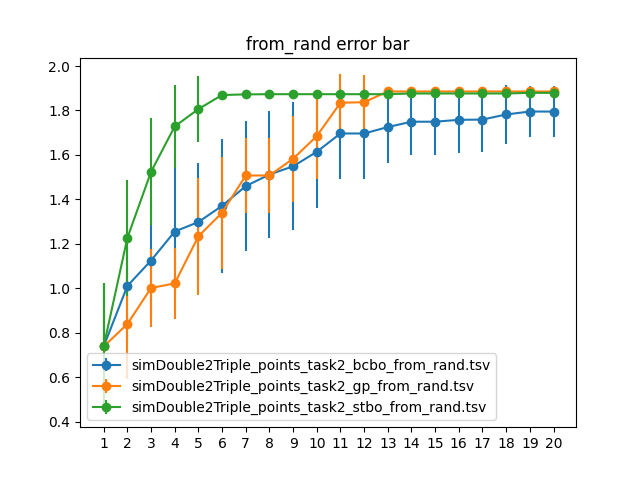 from_rand error bar
2.0
1.8
1.6
1.4
1.2
1.0
0.8
0.6
0.4
simDouble2Triple_points_task2_bcbo_from_rand.tsv
simDouble2Triple_points_task2_gp_from_rand.tsv
simDouble2Triple_points_task2_stbo_from_rand.tsv
1 2 3 4 5 6 7 8 9 10 11 12 13 14 15 16 17 18 19 20